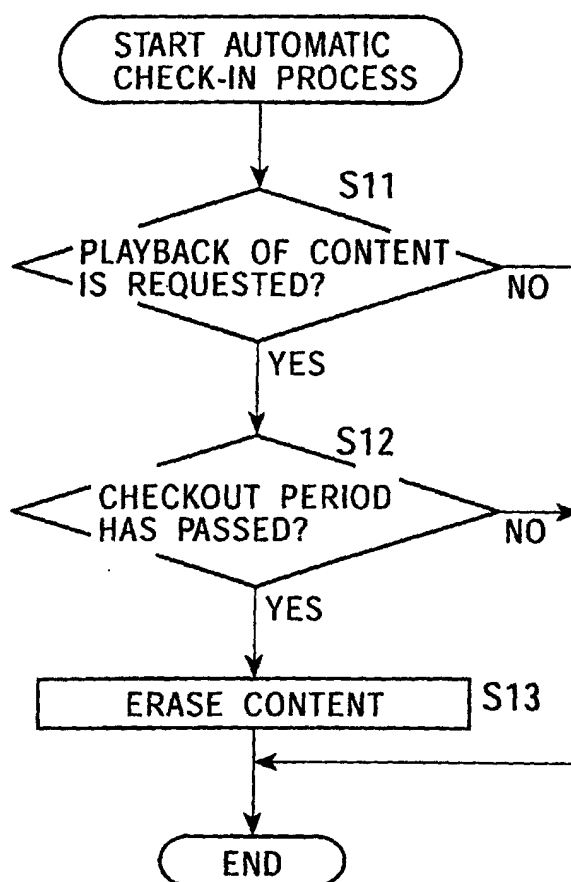 START AUTOMATIC
CHECK-IN PROCESS
S11
PLAYBACK OF CONTENT
IS REQUESTED?
NO
YES
S12
CHECKOUT PERIOD
HAS PASSED?
NO
YES
ERASE CONTENT
S13
END